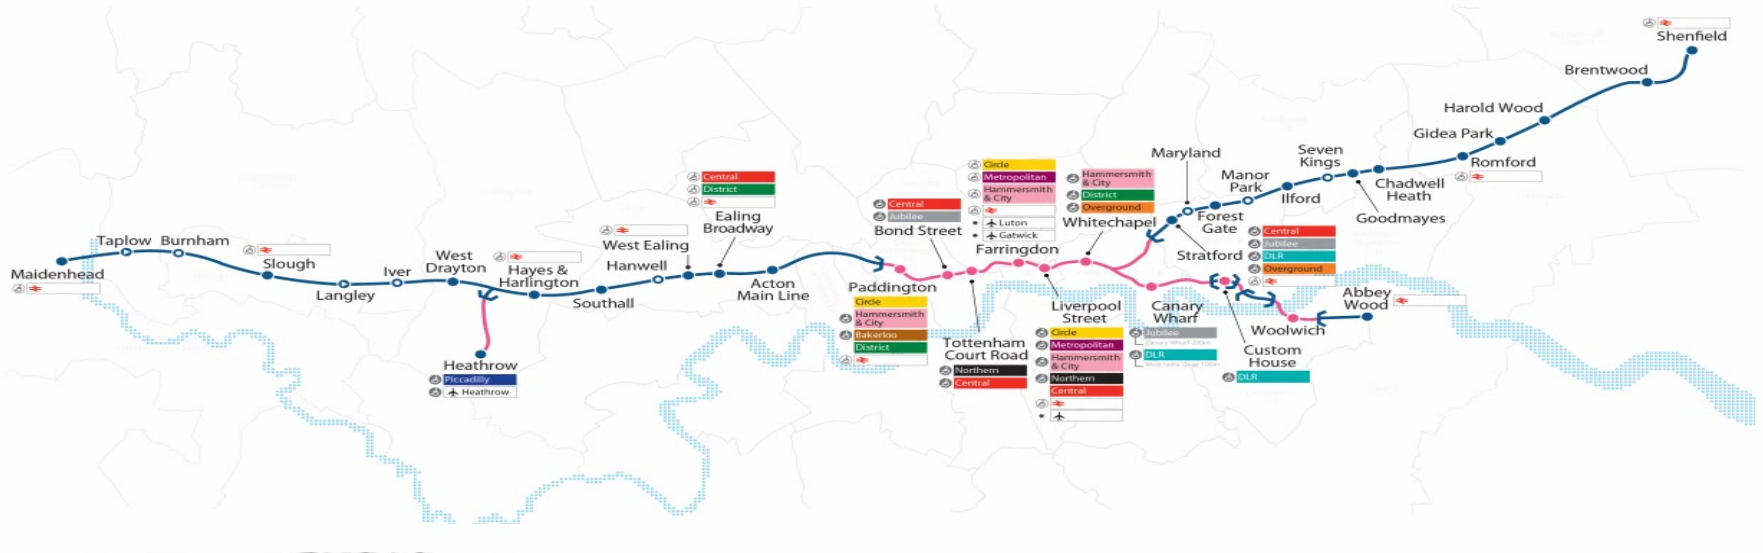 Shenfield
Brentwood
Harold Wood
Gidea Park
Romford
Chadwell
Heath
Goodmayes
Seven
Kings
Ilford
Manor
Park
Forest
Gate
Maryland
Stratford
Central
Jubilee
DLR
Overground
Hammersmith
& City
District
Overground
Whitechapel
Circle
Metropolitan
Hammersmith
& City
Luton
Gatwick
Farringdon
Central
Jubilee
Bond Street
Central
District
Ealing
Broadway
West Ealing
Hanwell
Acton
Main Line
Southall
Hayes &
Harlington
West
Drayton
Iver
Langley
Slough
Taplow
Burnham
Maidenhead
Heathrow
Piccadilly
Heathrow
Paddington
Circle
Hammersmith
& City
Bakerloo
District
Tottenham
Court Road
Northern
Central
Liverpool
Street
Circle
Metropolitan
Hammersmith
& City
Northern
Central
Canary
Wharf
Jubilee
DLR
Custom
House
DLR
Woolwich
Abbey
Wood